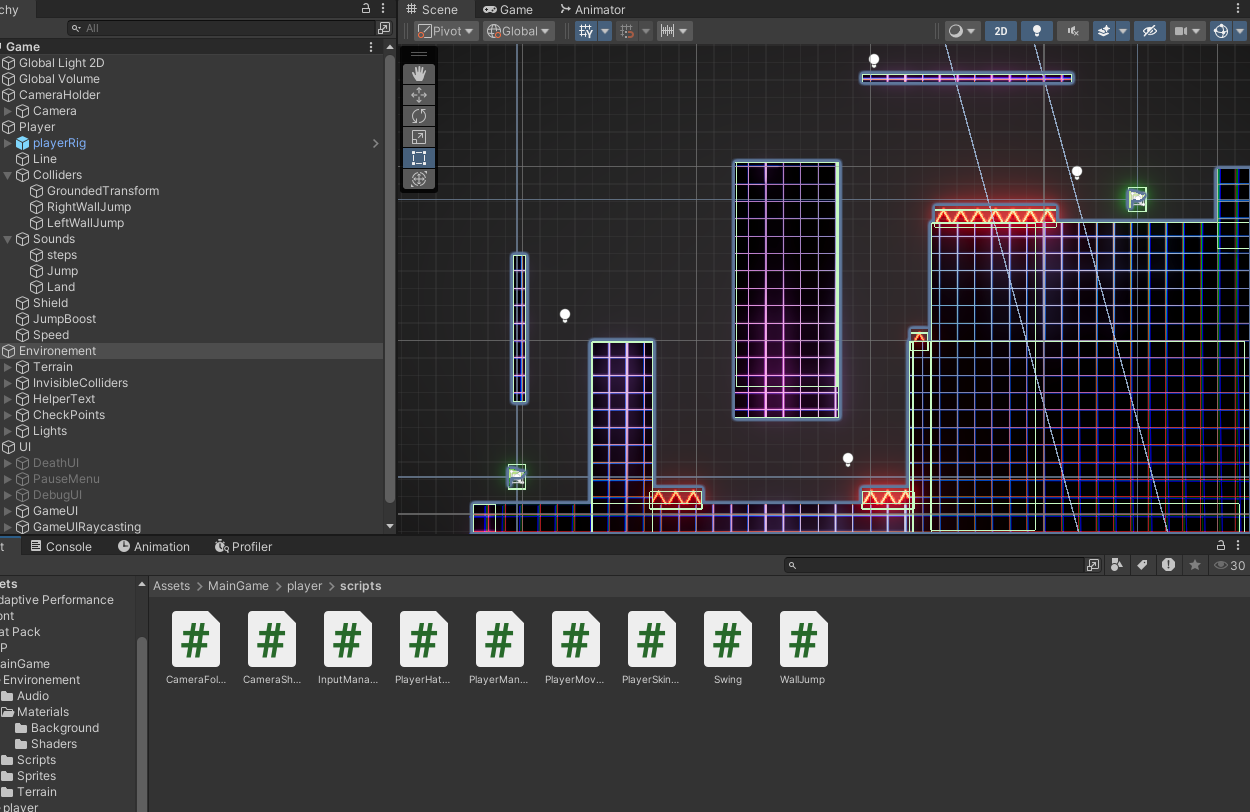 chy
All
Game
Global Light 2D
Global Volume
CameraHolder
Camera
Player
playerRig
Line
Colliders
GroundedTransform
RightWallJump
LeftWallJump
Sounds
steps
Jump
Land
Shield
JumpBoost
Speed
Environement
Terrain
InvisibleColliders
HelperText
CheckPoints
Lights
UI
DeathUI
PauseMenu
DebugUI
GameUI
GameUIRaycasting
Scene Game Animator
Pivot Global 2D
t Console Animation Profiler
30
ets
daptive Performance
ont
at Pack
P
ainGame
Environement
Audio
Materials
Background
Shaders
Scripts
Sprites
Terrain
player
Assets > MainGame > player > scripts
CameraFol... CameraSh... InputMana... PlayerHat... PlayerMan... PlayerMov... PlayerSkin... Swing WallJump